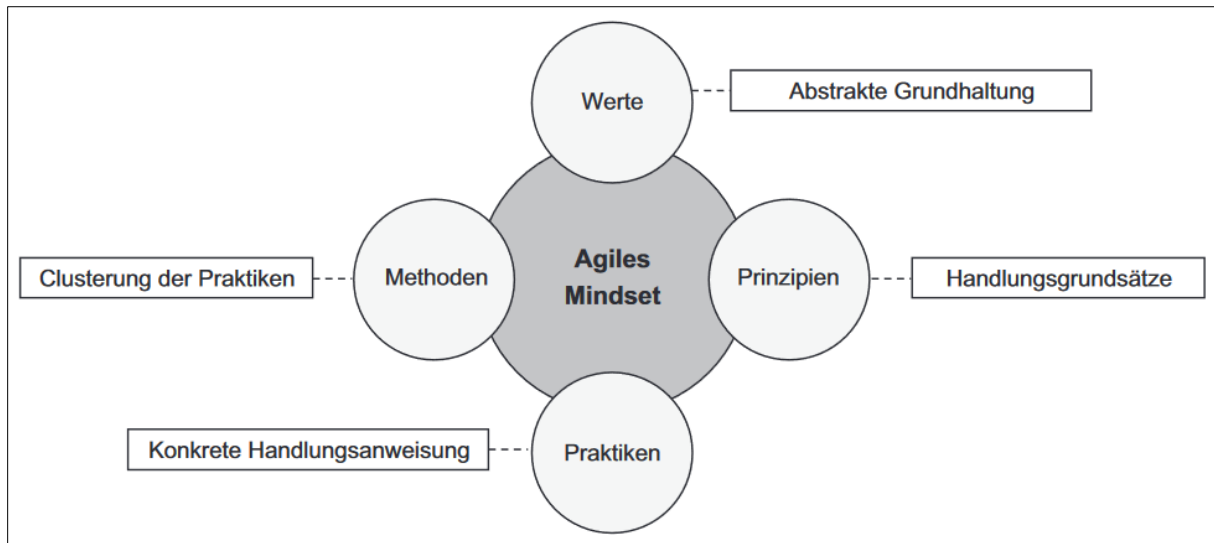 Werte
Abstrakte Grundhaltung
Agiles
Mindset
Clusterung der Praktiken
Methoden
Prinzipien
Handlungsgrundsätze
Konkrete Handlungsanweisung
Praktiken